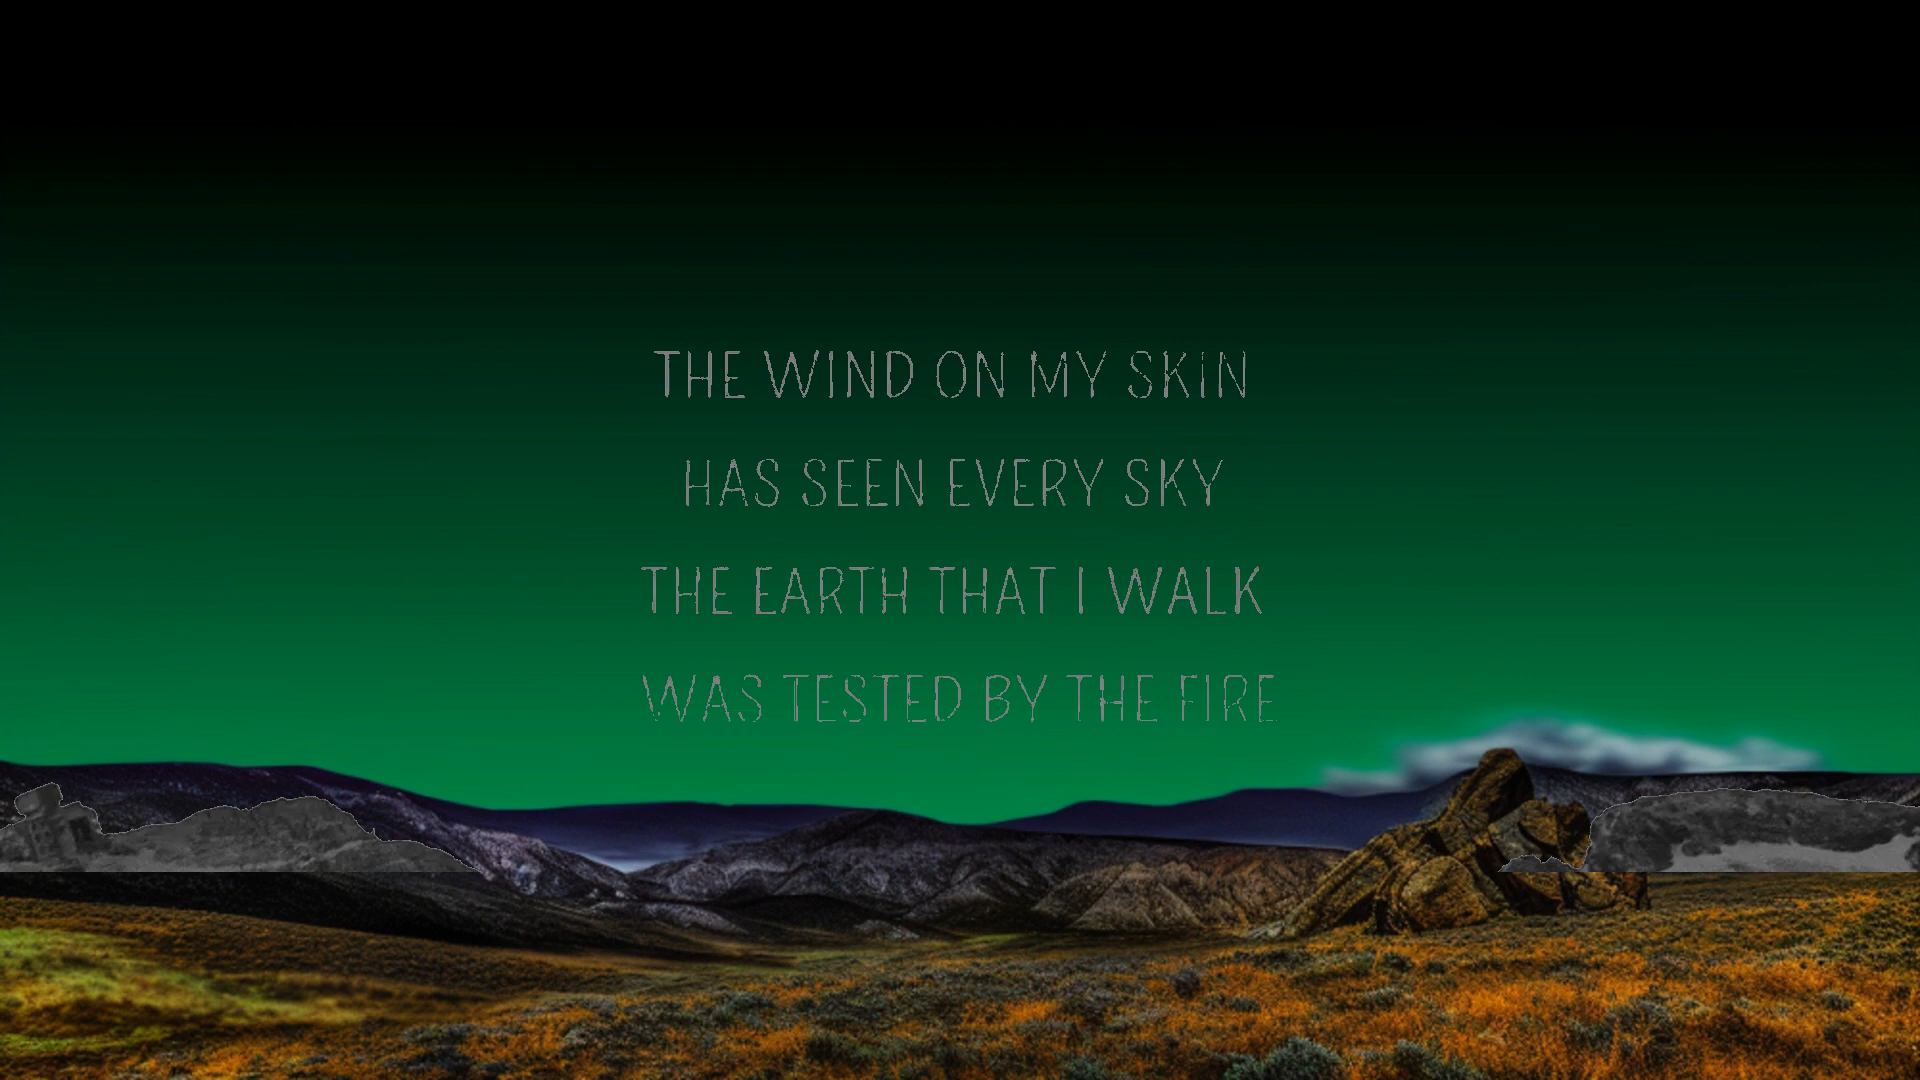 THE WIND ON MY SKIN
HAS SEEN EVERY SKY
THE EARTH THAT I WALK
WAS TESTED BY THE FIRE